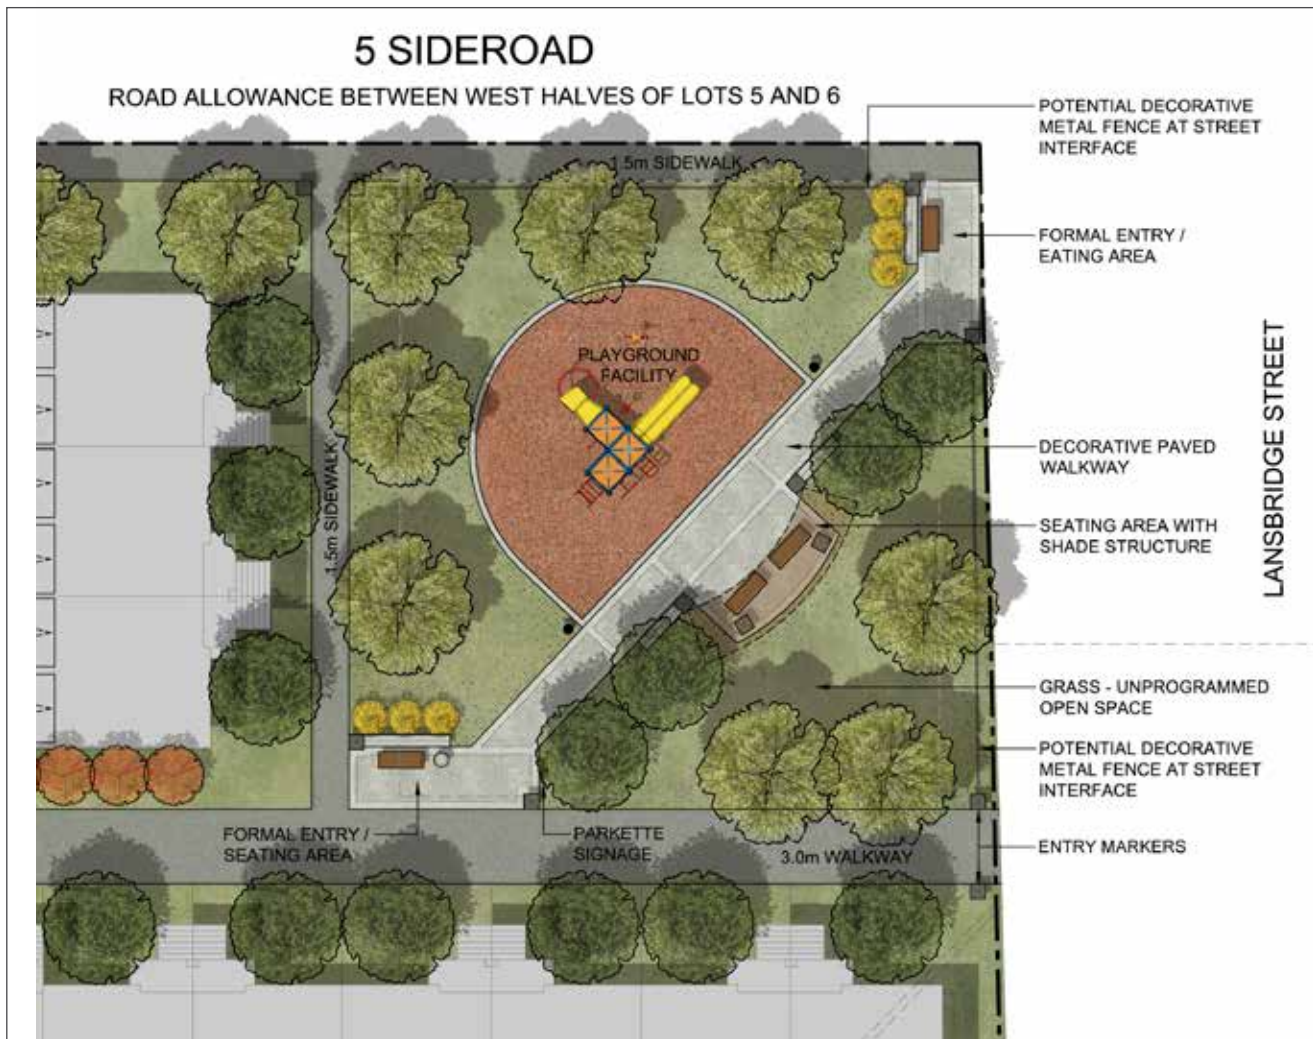 5 SIDEROAD
ROAD ALLOWANCE BETWEEN WEST HALVES OF LOTS 5 AND 6
POTENTIAL DECORATIVE
METAL FENCE AT STREET
INTERFACE
1.5m SIDEWALK
FORMAL ENTRY /
EATING AREA
PLAYGROUND
FACILITY
LANSBRIDGE STREET
DECORATIVE PAVED
WALKWAY
1.5m SIDEWALK
SEATING AREA WITH
SHADE STRUCTURE
GRASS - UNPROGRAMMED
OPEN SPACE
POTENTIAL DECORATIVE
METAL FENCE AT STREET
INTERFACE
FORMAL ENTRY /
SEATING AREA
PARKETTE
SIGNAGE
3.0m WALKWAY
ENTRY MARKERS